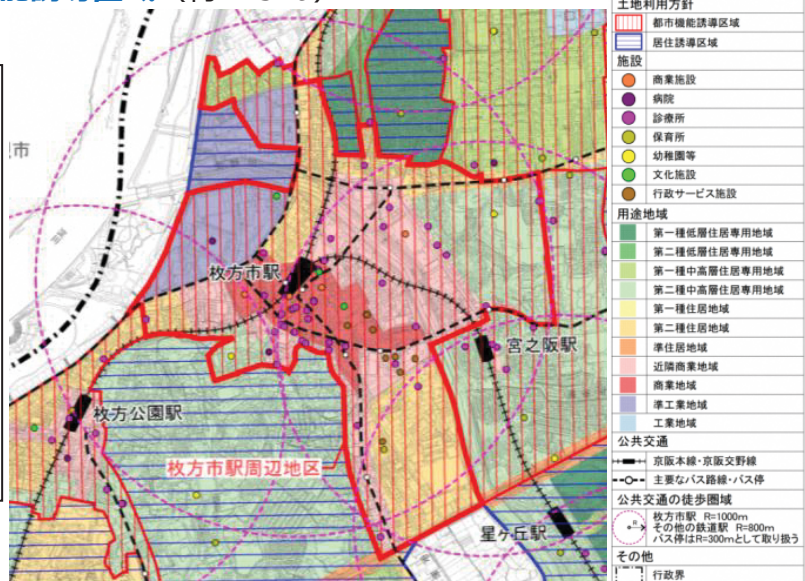 市
枚方市駅
宮之阪駅
枚方公園駅
枚方市駅周辺地区
星ヶ丘駅
土地利用方針
都市機能誘導区域
居住誘導区域
施設
商業施設
病院
診療所
保育所
幼稚園等
文化施設
行政サービス施設
用途地域
第一種低層住居専用地域
第二種低層住居専用地域
第一種中高層住居専用地域
第二種中高層住居専用地域
第一種住居地域
第二種住居地域
準住居地域
近隣商業地域
商業地域
準工業地域
工業地域
公共交通
京阪本線・京阪交野線
主要なバス路線・バス停
公共交通の徒歩圏域
R
枚方市駅 R=1000m
その他の鉄道駅 R=800m
バス停はR=300mとして取り扱う
その他
行政界